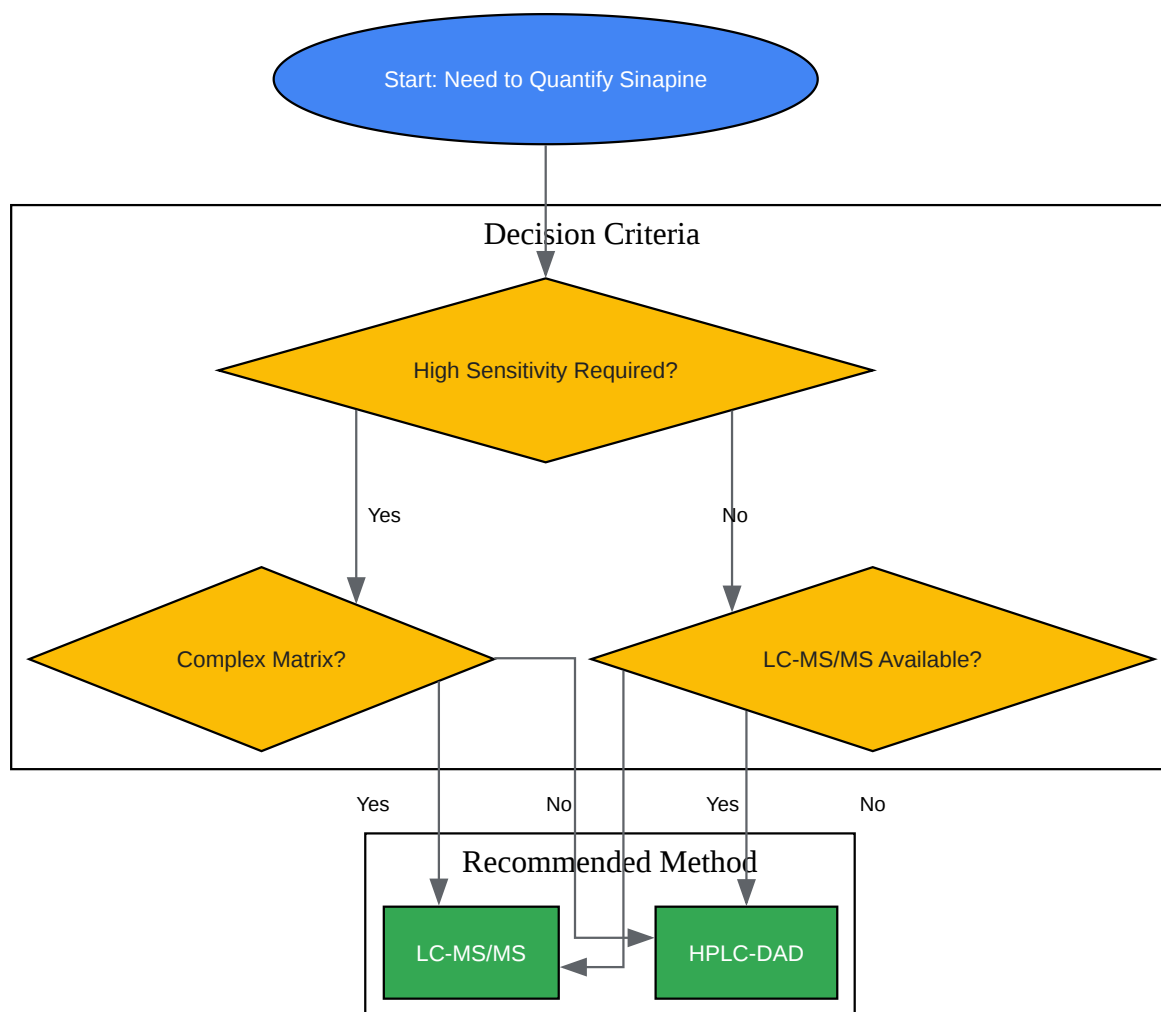 Start: Need to Quantify Sinapine
Decision Criteria
High Sensitivity Required?
Yes
No
Complex Matrix?
LC-MS/MS Available?
Yes
No
Yes
No
Recommended Method
LC-MS/MS
HPLC-DAD